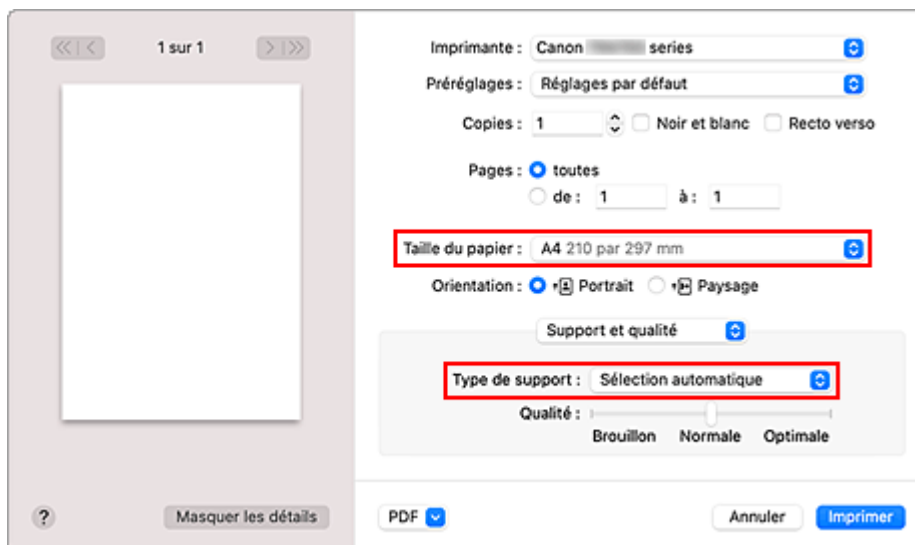 1 sur 1
Imprimante : Canon series
Préréglages : Réglages par défaut
Copies : 1 Noir et blanc Recto verso
Pages : toutes
de : 1 à : 1
Taille du papier : A4 210 par 297 mm
Orientation : Portrait Paysage
Support et qualité
Type de support : Sélection automatique
Qualité :
Brouillon Normale Optimale
? Masquer les détails PDF Annuler Imprimer